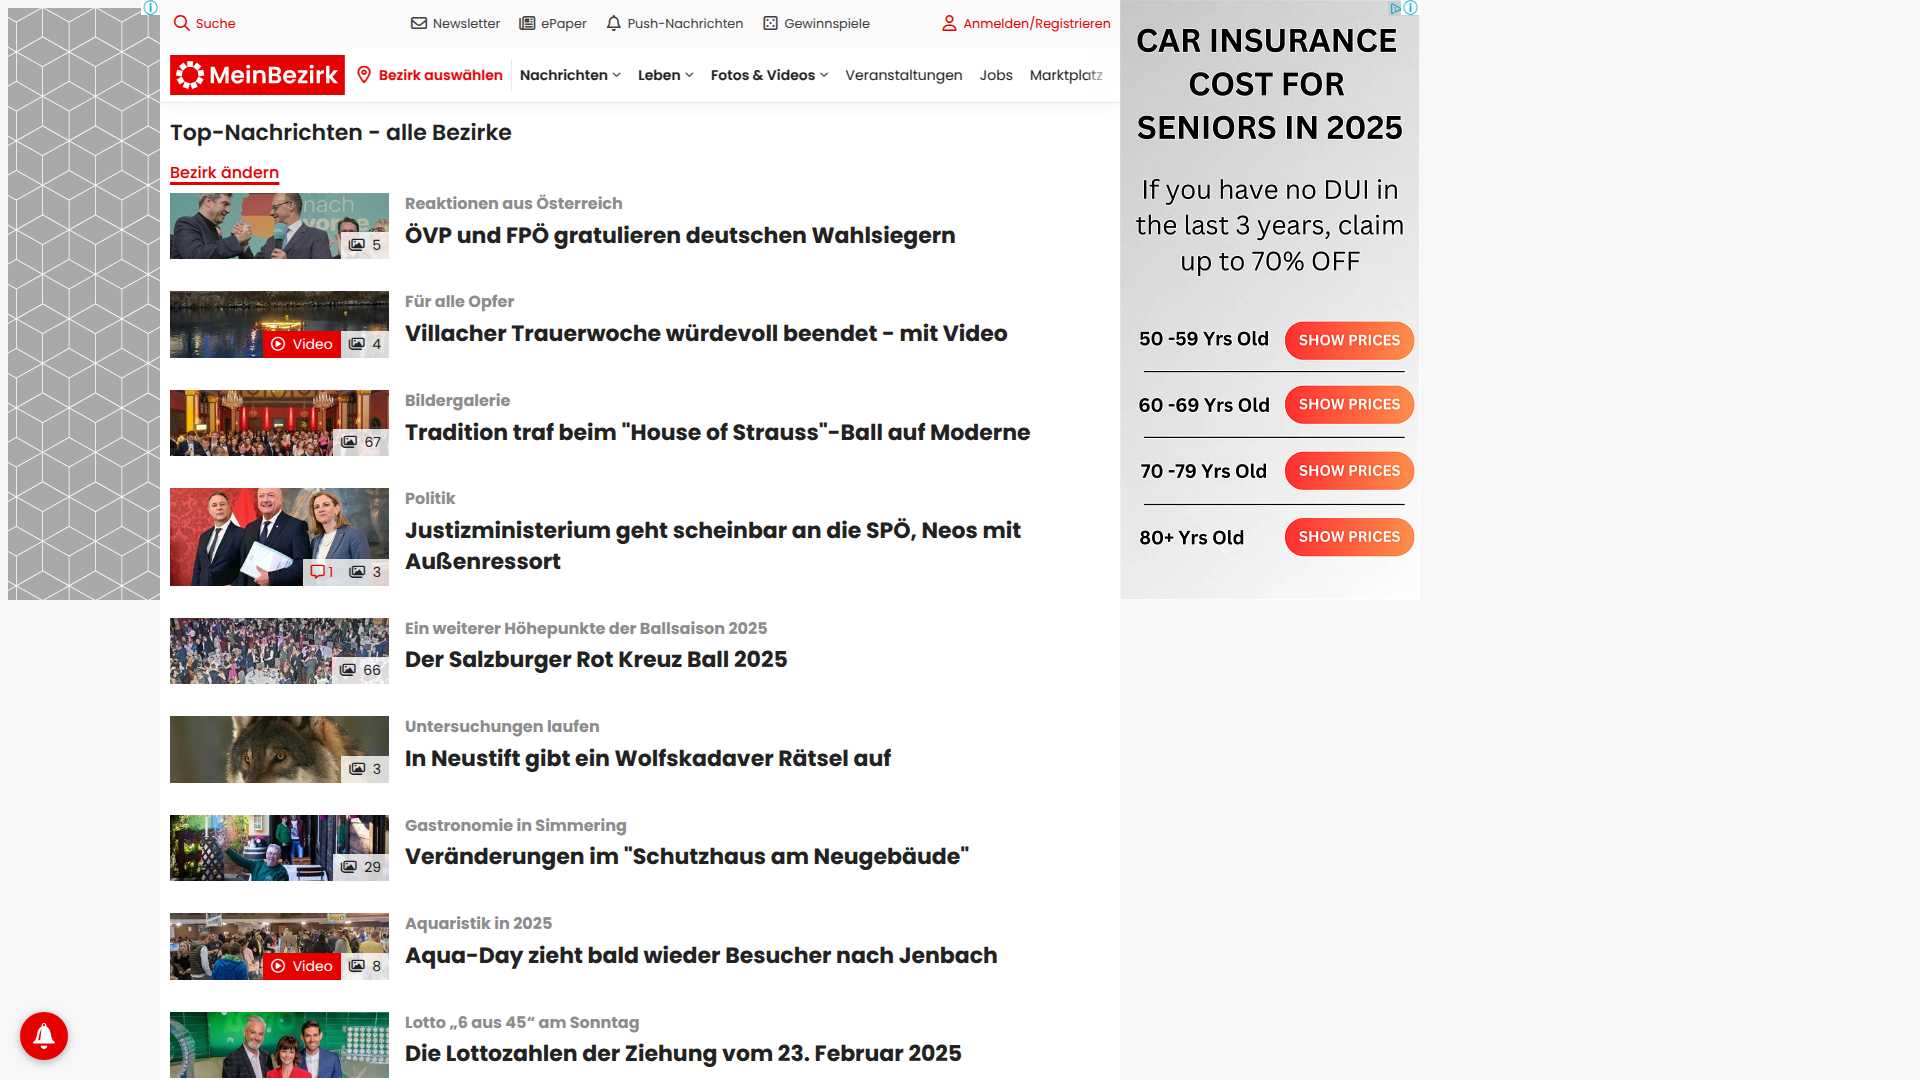 Suche
Newsletter
ePaper
Push-Nachrichten
Gewinnspiele
Anmelden/Registrieren
MeinBezirk
Bezirk auswählen
Nachrichten
Leben
Fotos & Videos
Veranstaltungen
Jobs
Marktplatz
Top-Nachrichten - alle Bezirke
Bezirk ändern
nach
5
Reaktionen aus Österreich
ÖVP und FPÖ gratulieren deutschen Wahlsiegern
Video
4
Für alle Opfer
Villacher Trauerwoche würdevoll beendet - mit Video
67
Bildergalerie
Tradition traf beim "House of Strauss"-Ball auf Moderne
1
3
Politik
Justizministerium geht scheinbar an die SPÖ, Neos mit
Außenressort
66
Ein weiterer Höhepunkte der Ballsaison 2025
Der Salzburger Rot Kreuz Ball 2025
3
Untersuchungen laufen
In Neustift gibt ein Wolfskadaver Rätsel auf
29
Gastronomie in Simmering
Veränderungen im "Schutzhaus am Neugebäude"
Video
8
Aquaristik in 2025
Aqua-Day zieht bald wieder Besucher nach Jenbach
Lotto „6 aus 45“ am Sonntag
Die Lottozahlen der Ziehung vom 23. Februar 2025
CAR INSURANCE
COST FOR
SENIORS IN 2025
If you have no DUI in
the last 3 years, claim
up to 70% OFF
50 -59 Yrs Old
SHOW PRICES
60 -69 Yrs Old
SHOW PRICES
70 -79 Yrs Old
SHOW PRICES
80+ Yrs Old
SHOW PRICES